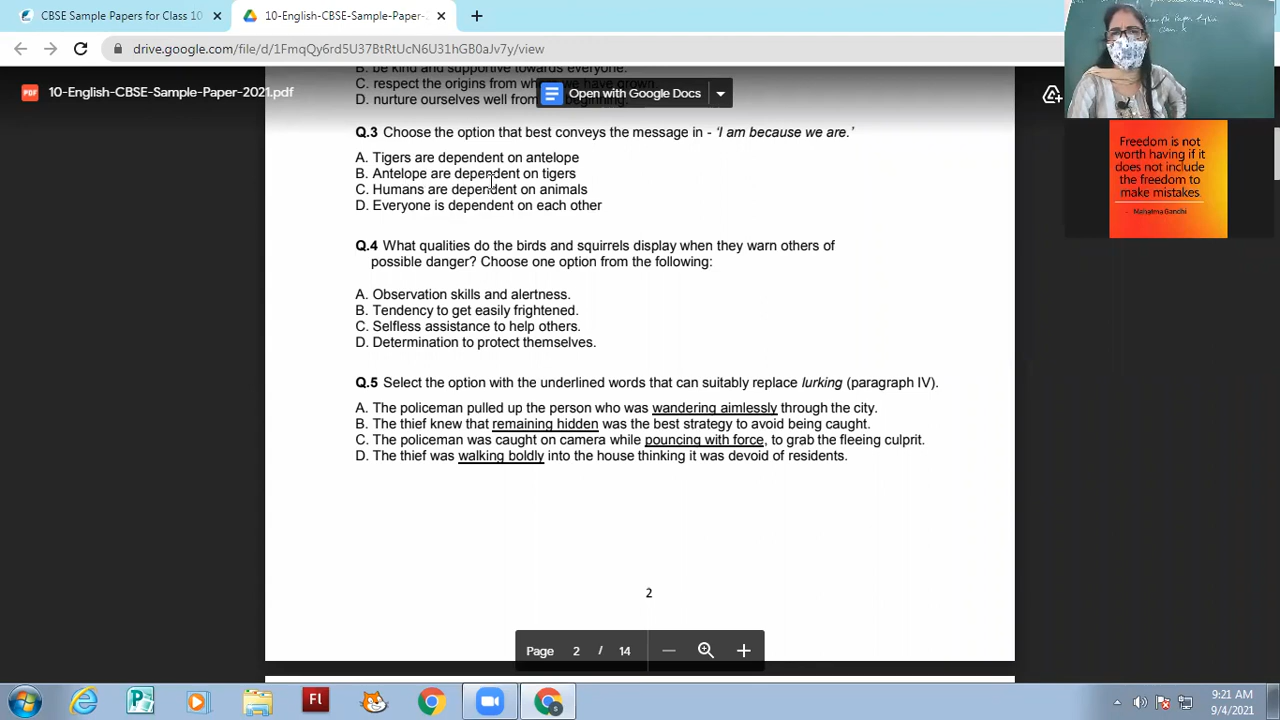 CBSE Sample Papers for Class 10
10-English-CBSE-Sample-Paper-
drive.google.com/file/d/1FmqQy6rd5U37BtRtUcN6U31hGB0aJv7y/view
10-English-CBSE-Sample-Paper-2021.pdf
Open with Google Docs
B. be kind and supportive towards everyone.
C. respect the origins from
D. nurture ourselves well from
Q.3 Choose the option that best conveys the message in - ‘I am because we are.’
A. Tigers are dependent on antelope
B. Antelope are dependent on tigers
C. Humans are dependent on animals
D. Everyone is dependent on each other
Q.4 What qualities do the birds and squirrels display when they warn others of
possible danger? Choose one option from the following:
A. Observation skills and alertness.
B. Tendency to get easily frightened.
C. Selfless assistance to help others.
D. Determination to protect themselves.
Q.5 Select the option with the underlined words that can suitably replace lurking (paragraph IV).
A. The policeman pulled up the person who was wandering aimlessly through the city.
B. The thief knew that remaining hidden was the best strategy to avoid being caught.
C. The policeman was caught on camera while pouncing with force, to grab the fleeing culprit.
D. The thief was walking boldly into the house thinking it was devoid of residents.
2
Page 2 / 14
Freedom is not
worth having if it
does not include
the freedom to
make mistakes.
- Mahatma Gandhi
Fl
9:21 AM
9/4/2021